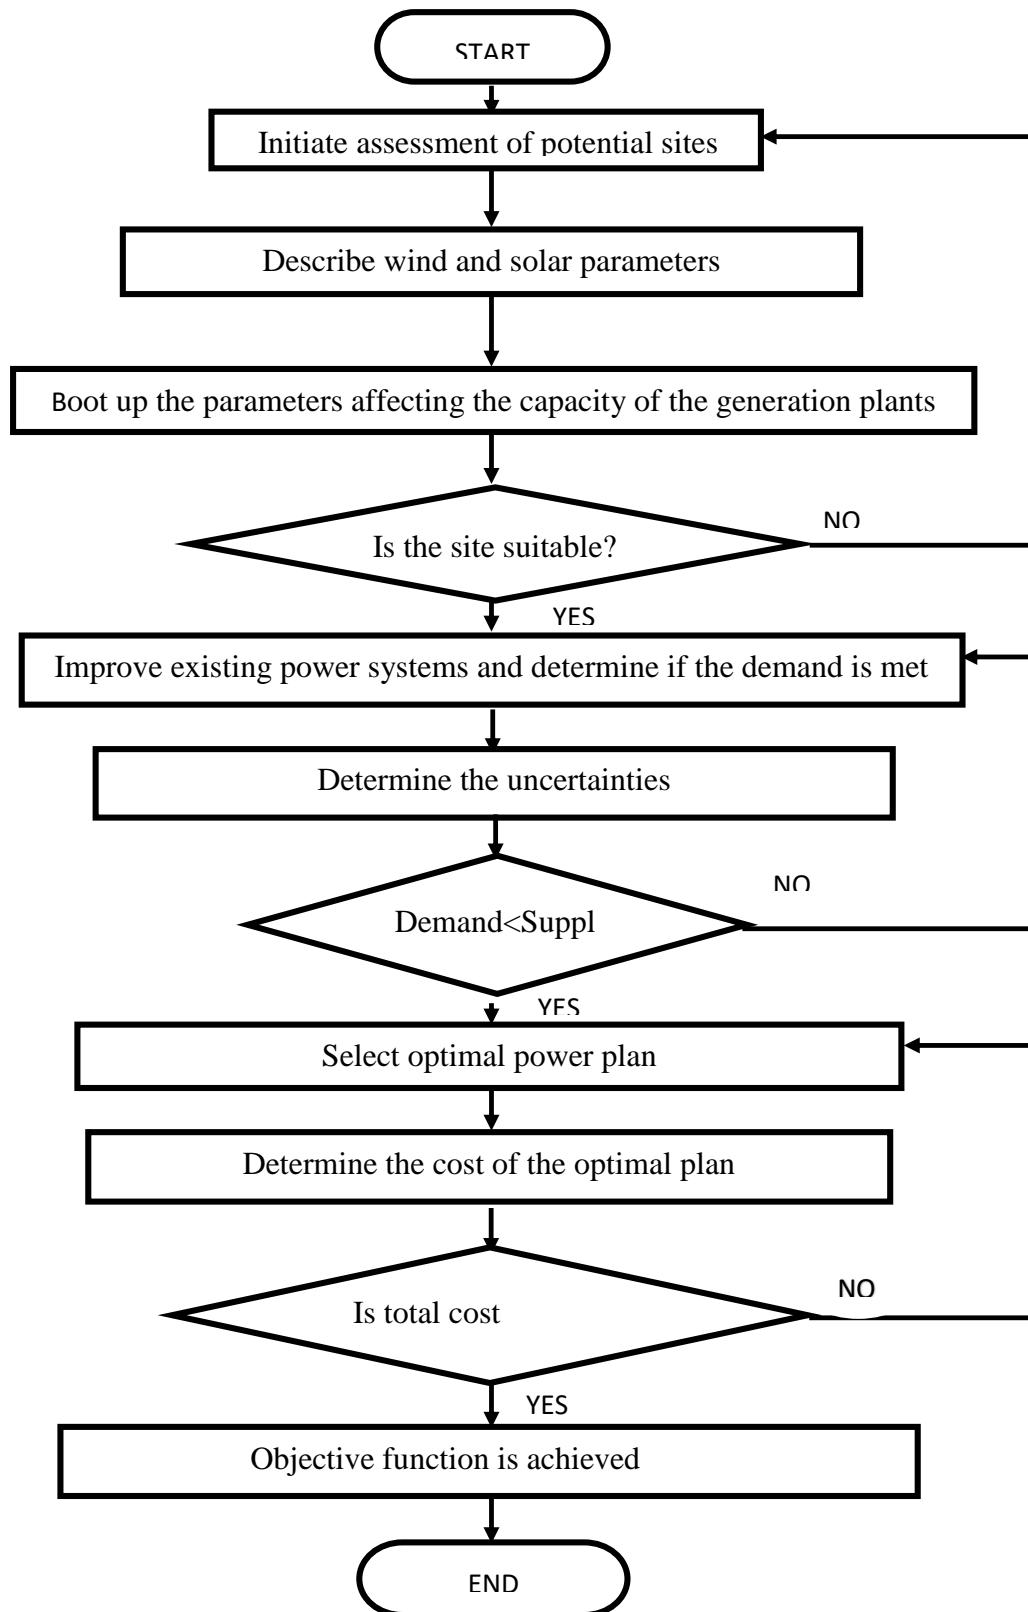 START
Initiate assessment of potential sites
Describe wind and solar parameters
Boot up the parameters affecting the capacity of the generation plants
Is the site suitable?
NO
YES
Improve existing power systems and determine if the demand is met
Determine the uncertainties
Demand<Suppl
NO
YES
Select optimal power plan
Determine the cost of the optimal plan
Is total cost
NO
YES
Objective function is achieved
END